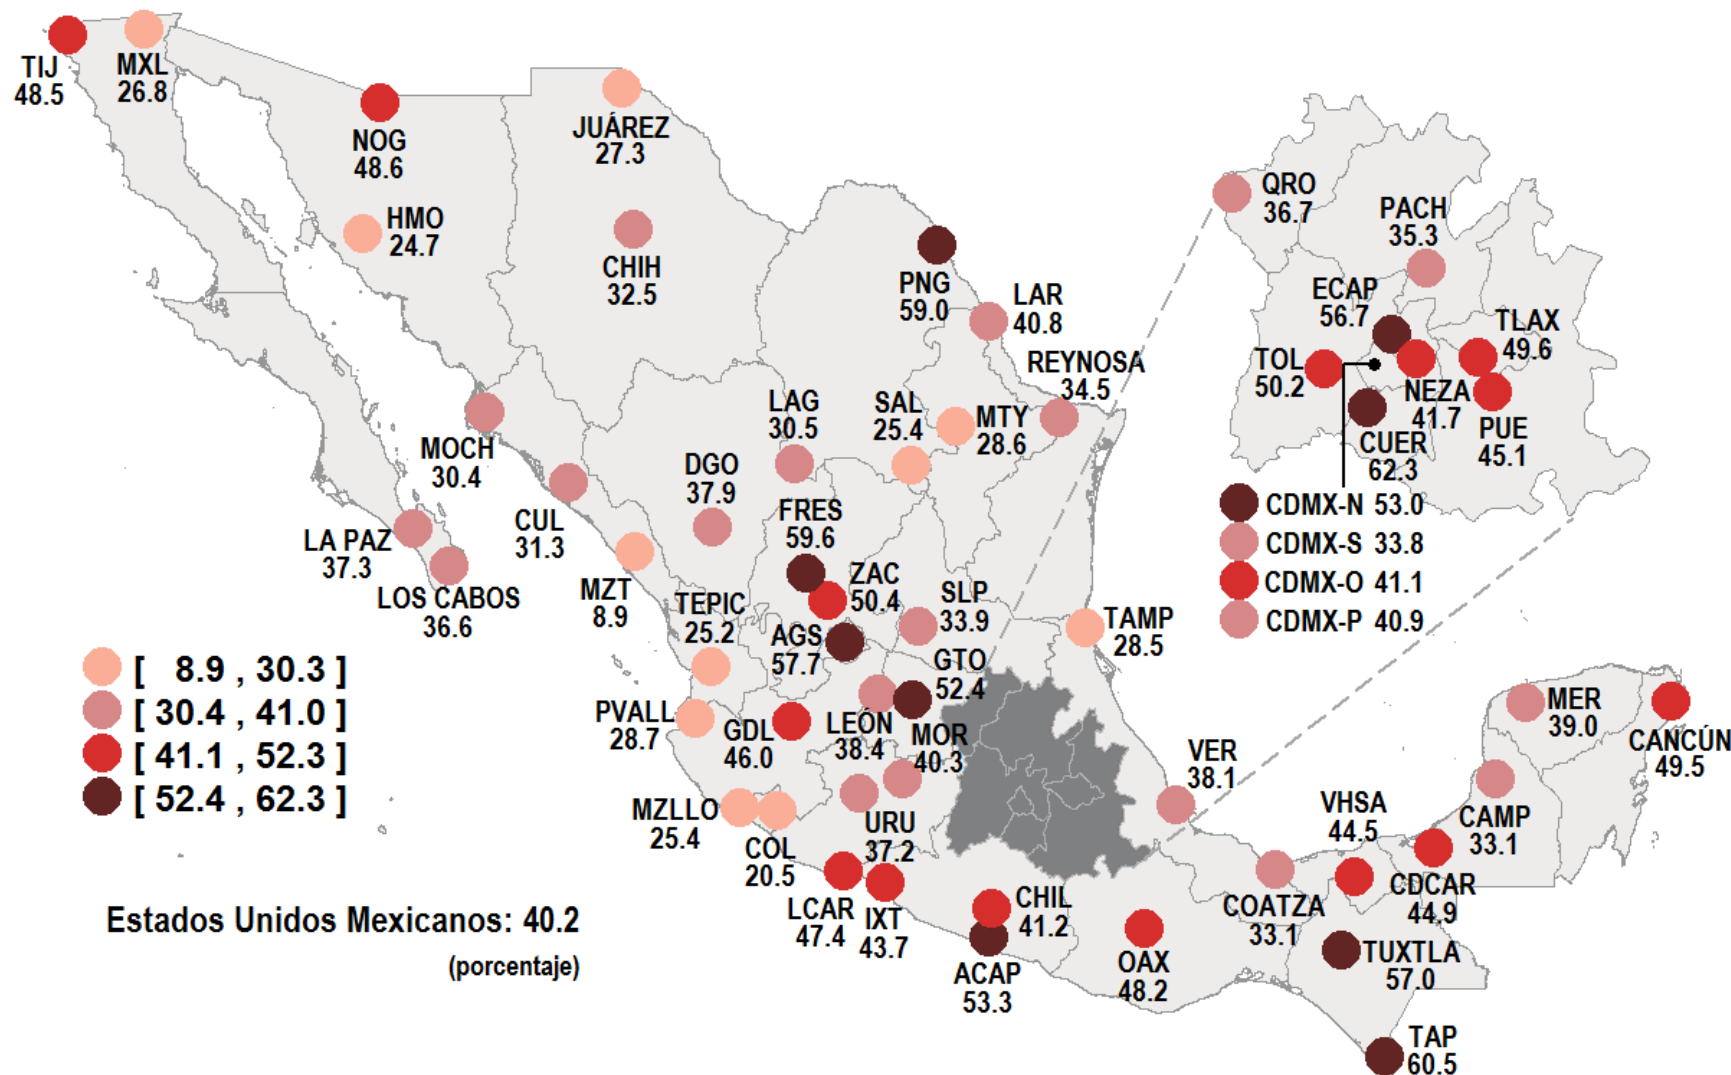 TIJ
48.5
MXL
26.8
NOG
48.6
HMO
24.7
JUÁREZ
27.3
CHIH
32.5
PNG
59.0
LAR
40.8
REYNOSA
34.5
LAG
30.5
SAL
25.4
MTY
28.6
MOCH
30.4
DGO
37.9
FRES
59.6
LA PAZ
37.3
CUL
31.3
LOS CABOS
36.6
MZT
8.9
ZAC
50.4
SLP
33.9
TEPIC
25.2
AGS
57.7
TAMP
28.5
GTO
52.4
PVALL
28.7
GDL
46.0
LEÓN
38.4
MOR
40.3
VER
38.1
MZLLO
25.4
COL
20.5
URU
37.2
LCAR
47.4
IXT
43.7
CHIL
41.2
ACAP
53.3
OAX
48.2
COATZA
33.1
VHSA
44.5
CDCAR
44.9
CAMP
33.1
MER
39.0
CANCÚN
49.5
TUXTLA
57.0
TAP
60.5
QRO
36.7
PACH
35.3
ECAP
56.7
TLAX
49.6
TOL
50.2
NEZA
41.7
PUE
45.1
CUER
62.3
CDMX-N 53.0
CDMX-S 33.8
CDMX-O 41.1
CDMX-P 40.9
[ 8.9 , 30.3 ]
[ 30.4 , 41.0 ]
[ 41.1 , 52.3 ]
[ 52.4 , 62.3 ]
Estados Unidos Mexicanos: 40.2
(porcentaje)